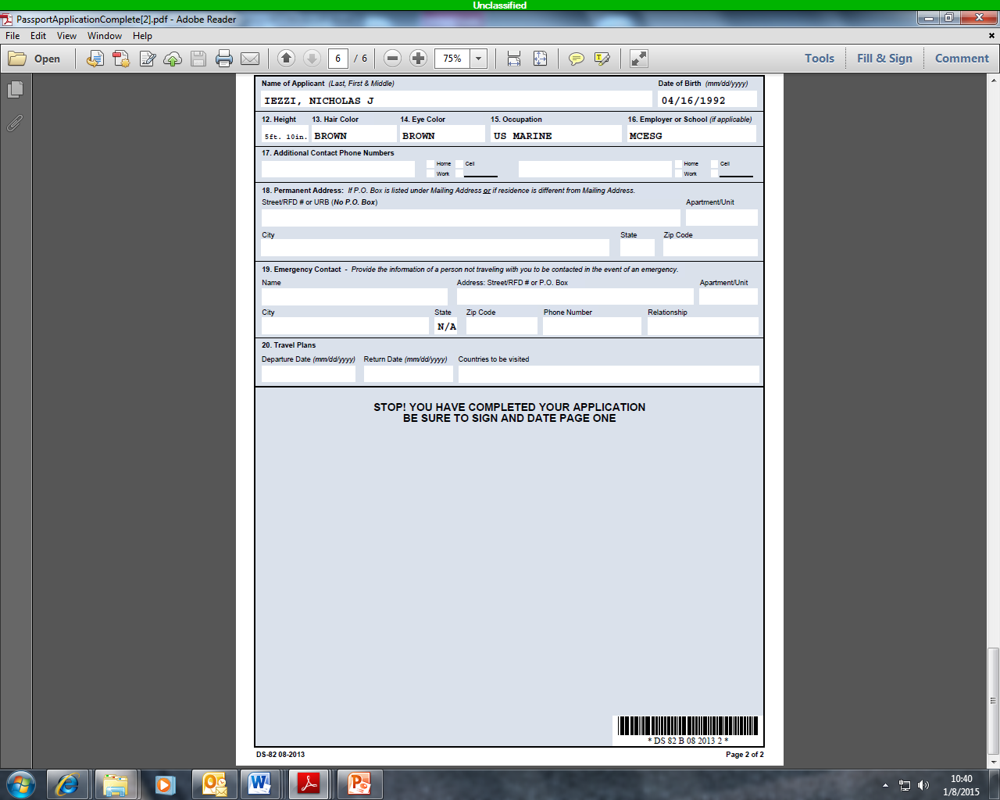 Unclassified
PassportApplicationComplete[2].pdf - Adobe Reader
File Edit View Window Help
Open 6 / 6 75% Tools Fill & Sign Comment
Name of Applicant (Last, First & Middle) Date of Birth (mm/dd/yyyy)
IEZZI, NICHOLAS J 04/16/1992
12. Height 13. Hair Color 14. Eye Color 15. Occupation 16. Employer or School (if applicable)
5ft. 10in. BROWN BROWN US MARINE MCESG
17. Additional Contact Phone Numbers
Home Cell Home Cell
Work Work
18. Permanent Address: If P.O. Box is listed under Mailing Address or if residence is different from Mailing Address.
Street/RFD # or URB (No P.O. Box) Apartment/Unit
City State Zip Code
19. Emergency Contact - Provide the information of a person not traveling with you to be contacted in the event of an emergency.
Name Address: Street/RFD # or P.O. Box Apartment/Unit
City State Zip Code Phone Number Relationship
N/A
20. Travel Plans
Departure Date (mm/dd/yyyy) Return Date (mm/dd/yyyy) Countries to be visited
STOP! YOU HAVE COMPLETED YOUR APPLICATION
BE SURE TO SIGN AND DATE PAGE ONE
* DS 82 B 08 2013 2 *
DS-82 08-2013 Page 2 of 2
10:40
1/8/2015